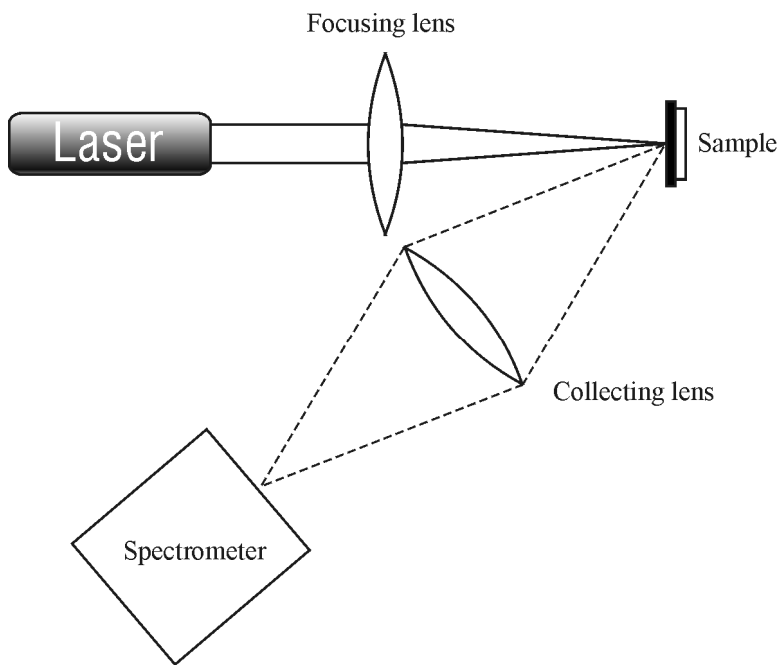 Focusing lens
Laser
Sample
Collecting lens
Spectrometer